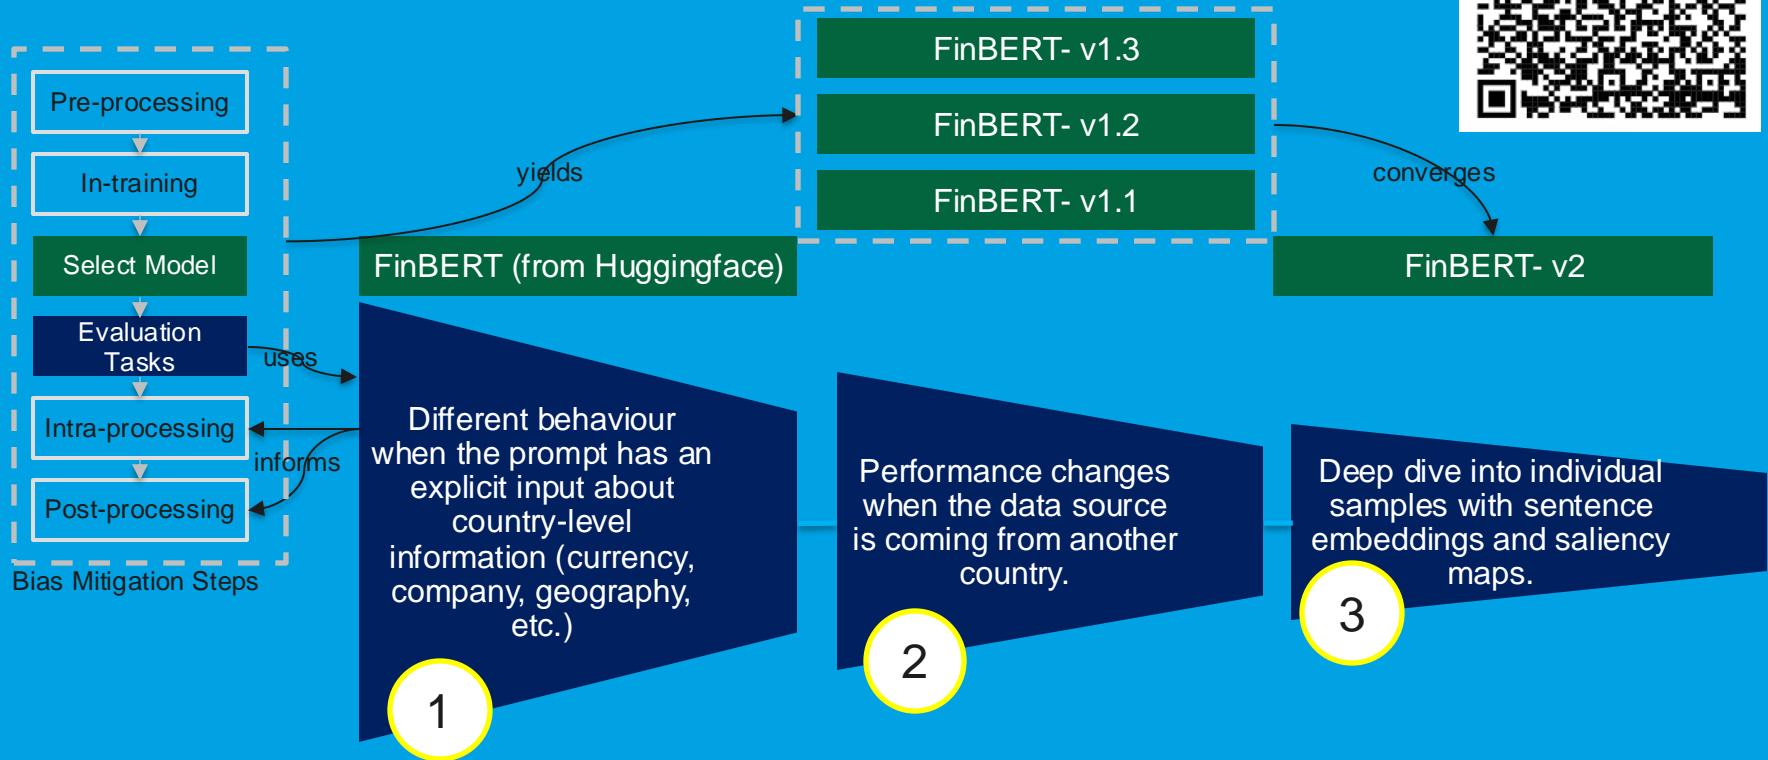 Pre-processing
In-training
Select Model
Evaluation
Tasks
Intra-processing
Post-processing
Bias Mitigation Steps
uses
informs
yields
FinBERT- v1.3
FinBERT- v1.2
FinBERT- v1.1
converges
FinBERT (from Huggingface)
FinBERT- v2
Different behaviour
when the prompt has an
explicit input about
country-level
information (currency,
company, geography,
etc.)
1
Performance changes
when the data source
is coming from another
country.
2
Deep dive into individual
samples with sentence
embeddings and saliency
maps.
3